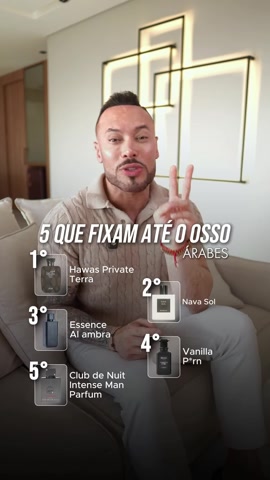 5 QUE FIXAM ATÉ O OSSO
ÁRABES
1°
Hawas Private
Terra
2°
Nava Sol
3°
Essence
Al ambra
4°
Vanilla
P*rn
5°
Club de Nuit
Intense Man
Parfum